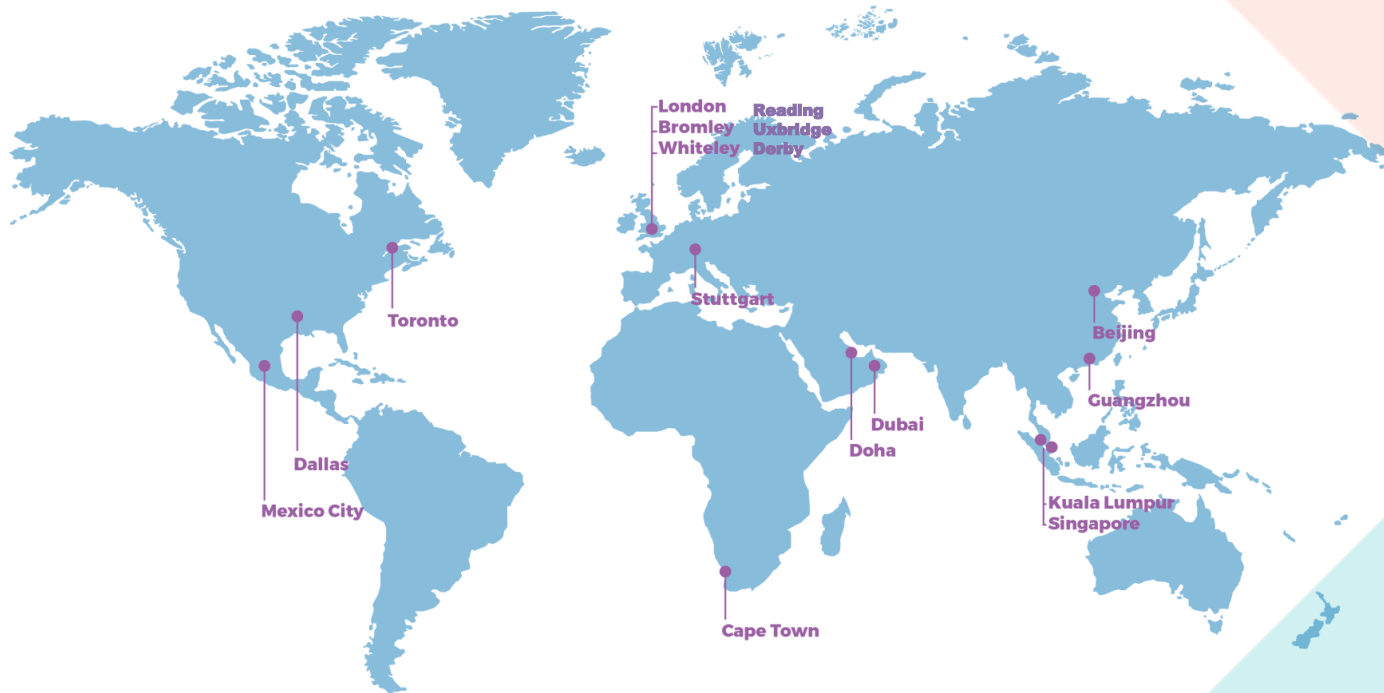 London
Bromley
Whiteley
Reading
Uxbridge
Derby
Stuttgart
Toronto
Beijing
Guangzhou
Dubai
Doha
Dallas
Mexico City
Kuala Lumpur
Singapore
Cape Town